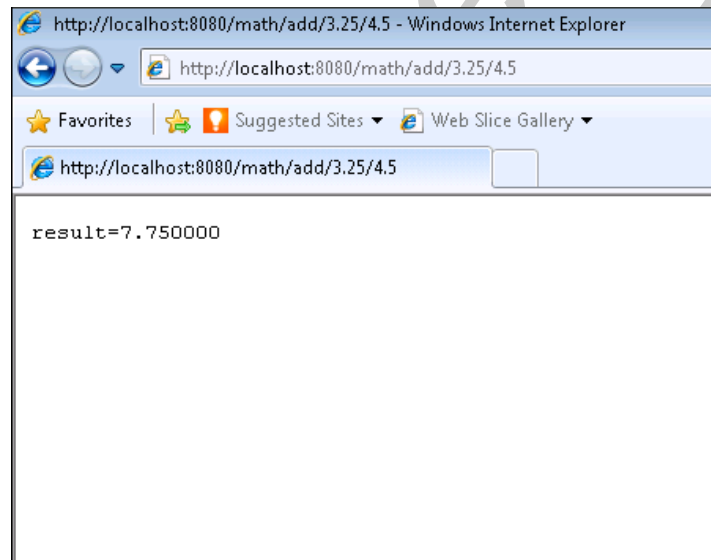 http://localhost:8080/math/add/3.25/4.5 - Windows Internet Explorer
http://localhost:8080/math/add/3.25/4.5
Favorites Suggested Sites Web Slice Gallery
http://localhost:8080/math/add/3.25/4.5
result=7.750000